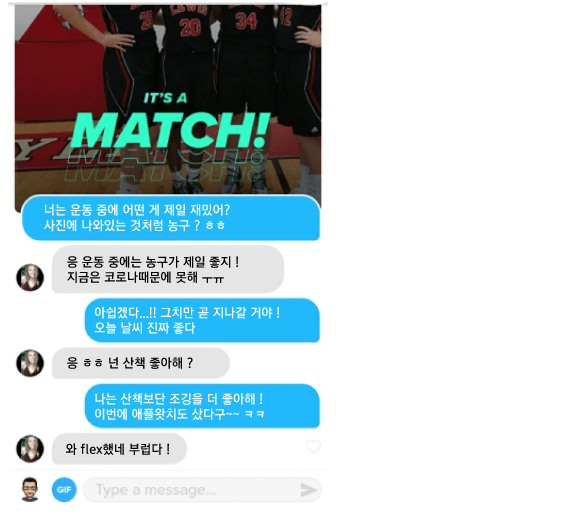 20
34
12
IT'S A
MATCH!
너는 운동 중에 어떤 게 제일 재밌어?
사진에 나와있는 것처럼 농구 ? ㅎㅎ
응 운동 중에는 농구가 제일 좋지 !
지금은 코로나때문에 못해 ㅜㅠ
아쉽겠다...!! 그치만 곧 지나갈 거야 !
오늘 날씨 진짜 좋다
응 ㅎㅎ 넌 산책 좋아해 ?
나는 산책보단 조깅을 더 좋아해 !
이번에 애플왓치도 샀다구~~ ㅋㅋ
와 flex했네 부럽다 !
GIF
Type a message...